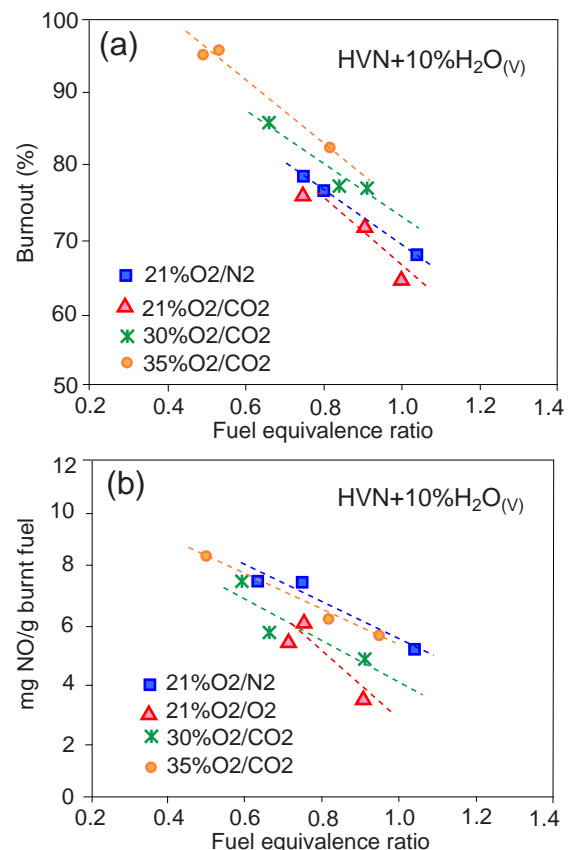 (a)
HVN+10%H2O(V)
Burnout (%)
100
90
80
70
60
50
21%O2/N2
21%O2/CO2
30%O2/CO2
35%O2/CO2
0.2 0.4 0.6 0.8 1.0 1.2 1.4
Fuel equivalence ratio
(b)
HVN+10%H2O(V)
mg NO/g burnt fuel
12
10
8
6
4
2
0
21%O2/N2
21%O2/O2
30%O2/CO2
35%O2/CO2
0.2 0.4 0.6 0.8 1.0 1.2 1.4
Fuel equivalence ratio